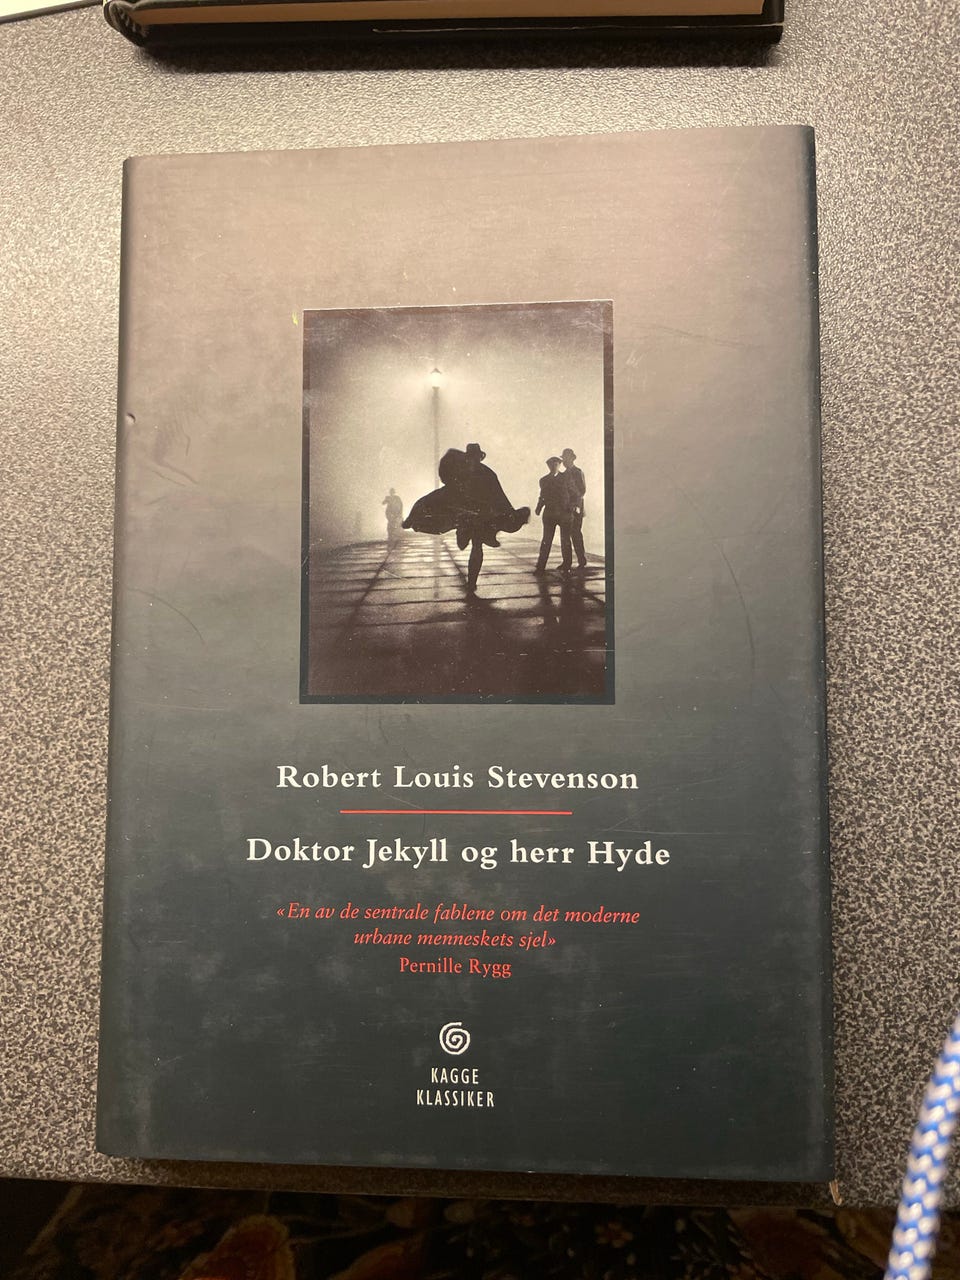 Robert Louis Stevenson
Doktor Jekyll og herr Hyde
«En av de sentrale fablene om det moderne
urbane menneskets sjel»
Pernille Rygg
KAGGE
KLASSIKER